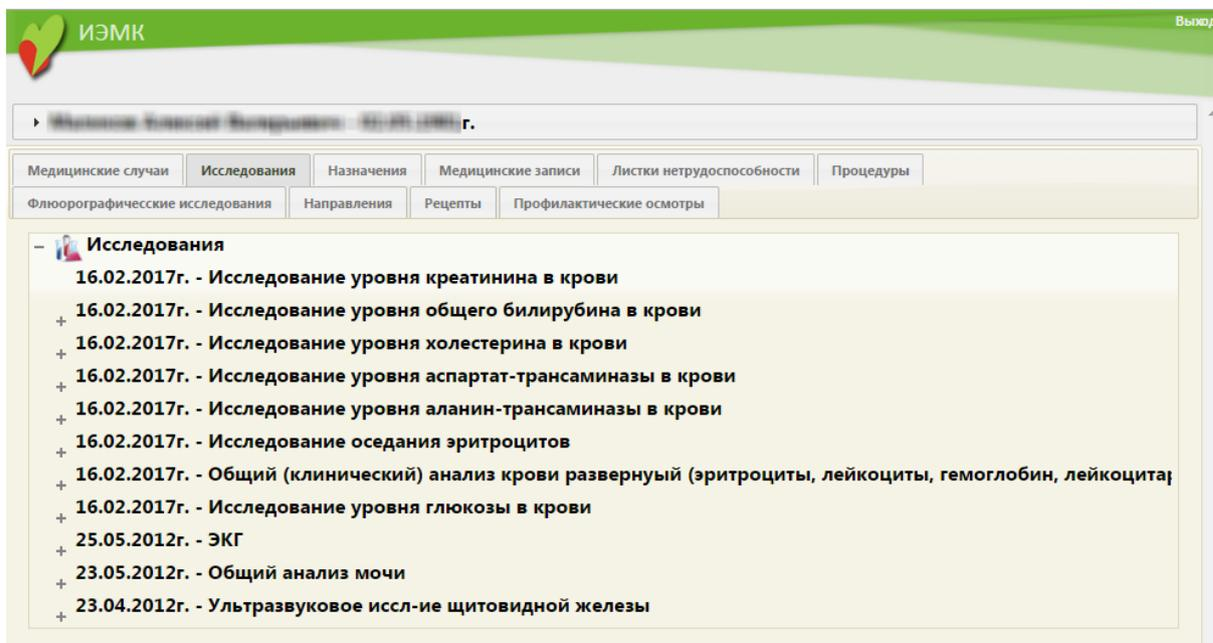 ИЭМК
Выход
г.
Медицинские случаи Исследования Назначения Медицинские записи Листки нетрудоспособности Процедуры
Флюорографичесские исследования Направления Рецепты Профилактические осмотры
Исследования
16.02.2017г. - Исследование уровня креатинина в крови
16.02.2017г. - Исследование уровня общего билирубина в крови
16.02.2017г. - Исследование уровня холестерина в крови
16.02.2017г. - Исследование уровня аспартат-трансаминазы в крови
16.02.2017г. - Исследование уровня аланин-трансаминазы в крови
16.02.2017г. - Исследование оседания эритроцитов
16.02.2017г. - Общий (клинический) анализ крови развернуый (эритроциты, лейкоциты, гемоглобин, лейкоцитар
16.02.2017г. - Исследование уровня глюкозы в крови
25.05.2012г. - ЭКГ
23.05.2012г. - Общий анализ мочи
23.04.2012г. - Ультразвуковое иссл-ие щитовидной железы